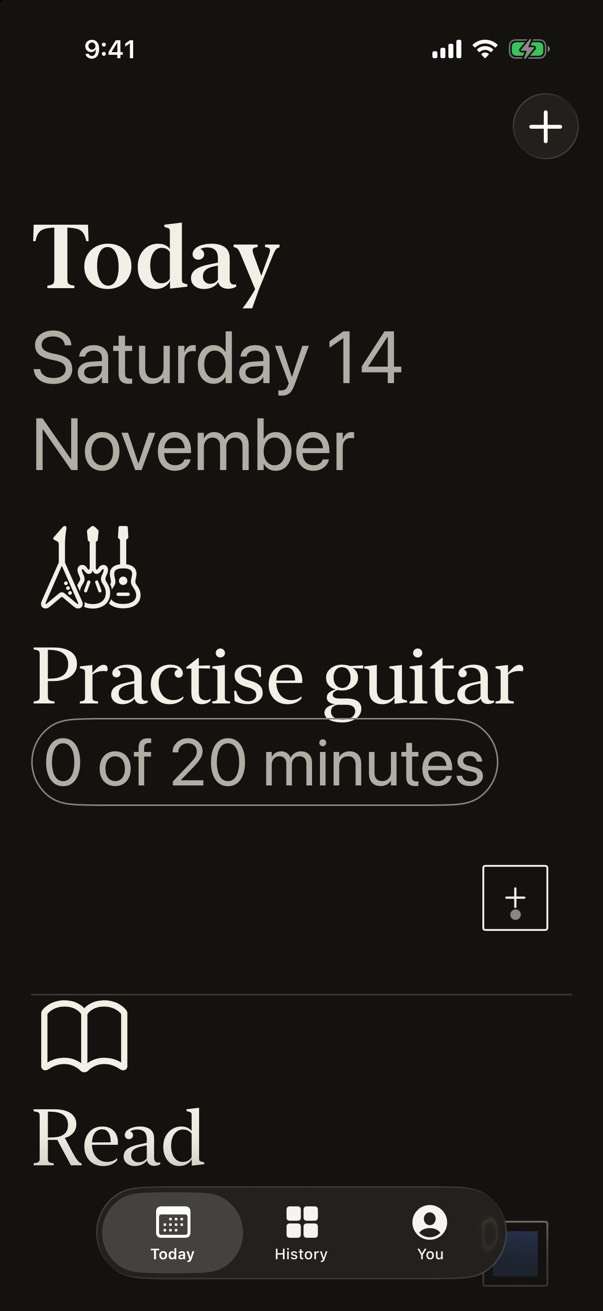 9:41
Today
Saturday 14
November
Practise guitar
0 of 20 minutes
Read
Today
History
You